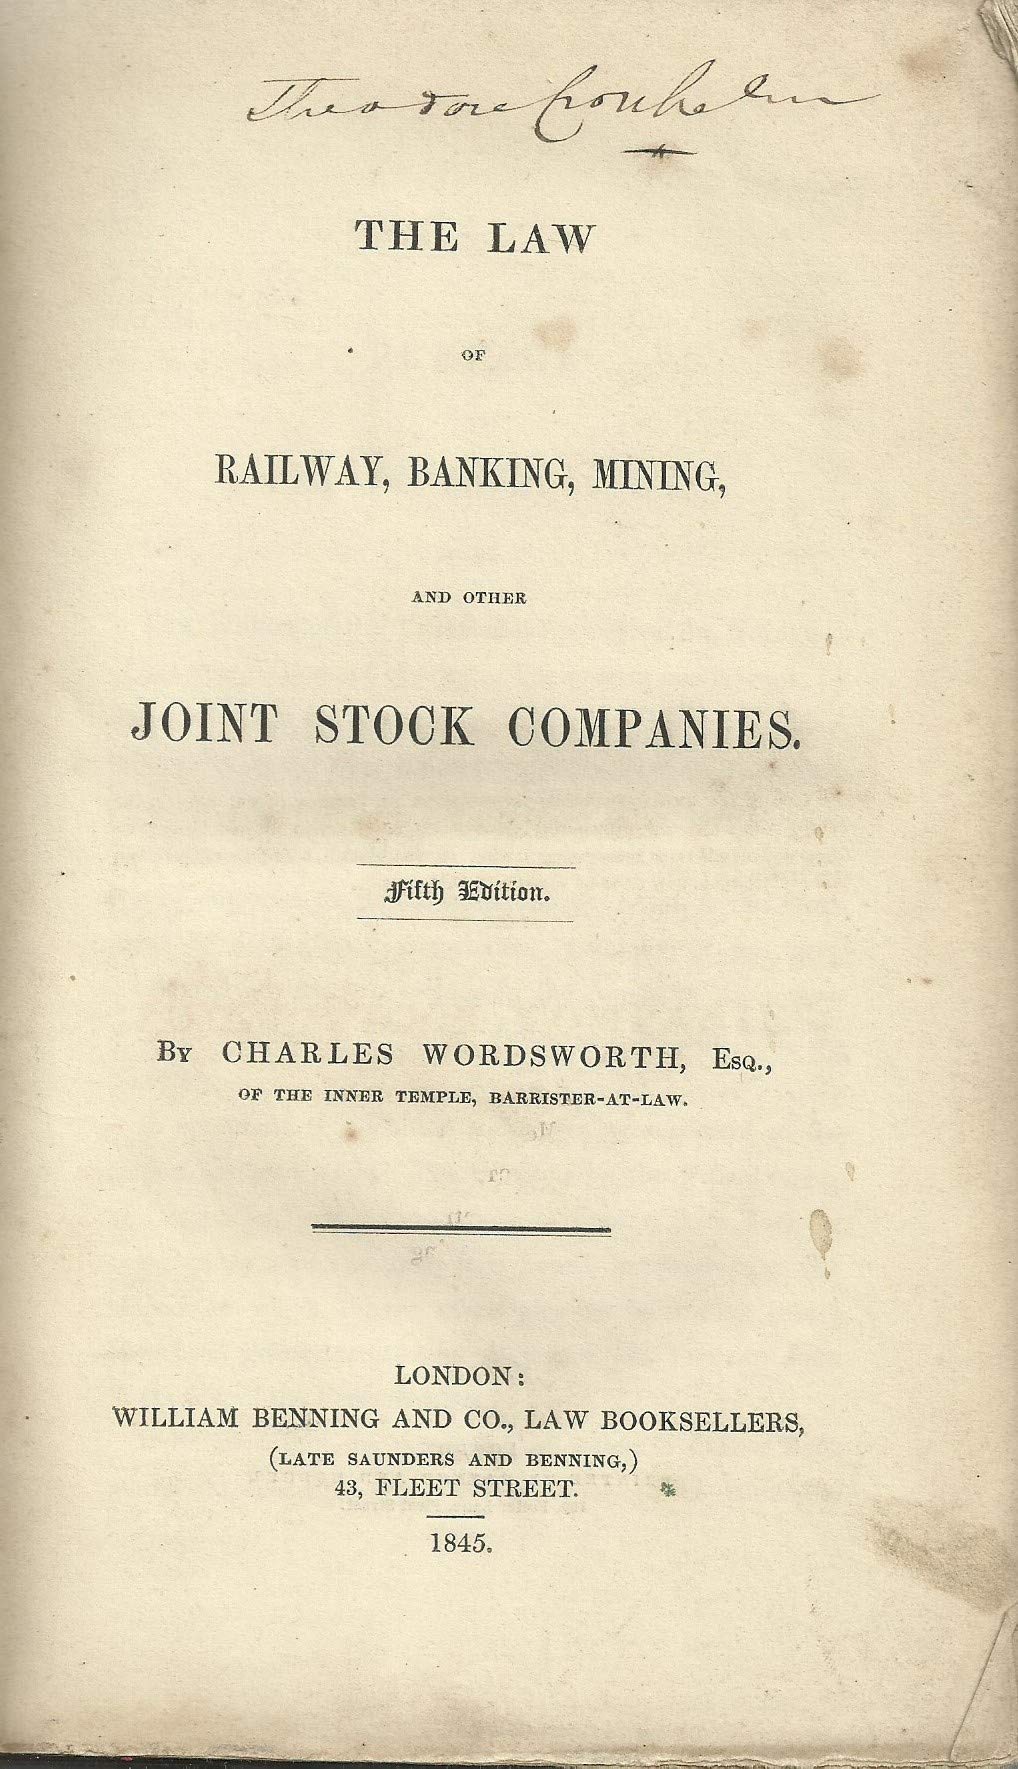 Theodore Cronhelm
THE LAW
OF
RAILWAY, BANKING, MINING,
AND OTHER
JOINT STOCK COMPANIES.
Fifth Edition.
BY CHARLES WORDSWORTH, ESQ.,
OF THE INNER TEMPLE, BARRISTER-AT-LAW.
LONDON:
WILLIAM BENNING AND CO., LAW BOOKSELLERS,
(LATE SAUNDERS AND BENNING,)
43, FLEET STREET.
1845.